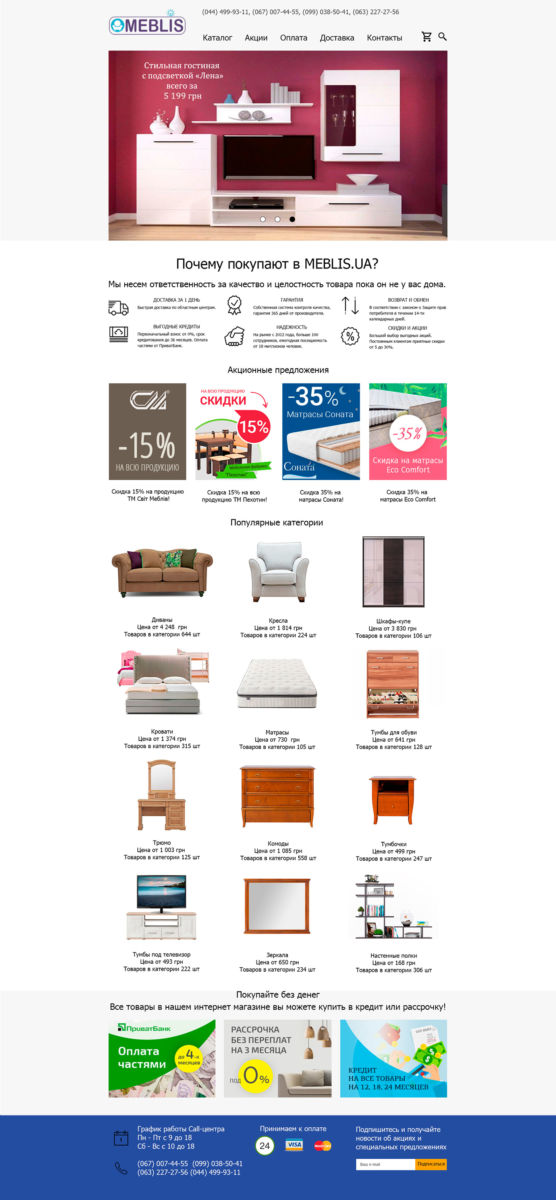 MEBLIS
(044) 499-93-11, (067) 007-44-55, (099) 038-50-41, (063) 227-27-56
Каталог Акции Оплата Доставка Контакты
Стильная гостиная
с подсветкой «Лена»
всего за
5 199 грн
Почему покупают в MEBLIS.UA?
Мы несем ответственность за качество и целостность товара пока он не у вас дома.
ДОСТАВКА ЗА 1 ДЕНЬ
Быстрая доставка по областным центрам.
ГАРАНТИЯ
Собственная система контроля качества,
гарантия 365 дней от производителя.
ВОЗВРАТ И ОБМЕН
В соответствии с законом о Защите прав
потребителя в течении 14-ти
календарных дней.
ВЫГОДНЫЕ КРЕДИТЫ
Первоначальный взнос от 0%, срок
кредитования до 36 месяцев. Оплата
частями от ПриватБанк.
НАДЕЖНОСТЬ
сотрудников, ежегодная посещаемость
от 10 миллионов человек.
СКИДКИ И АКЦИИ
Большой выбор выгодных акций.
Постоянным клиентам приятные скидки
от 5 до 30%.
Акционные предложения
-15%
НА ВСЮ ПРОДУКЦИЮ
НА ВСЮ ПРОДУКЦИЮ
СКИДКИ
15%
-35%
Матрасы Соната
Соната
-35%
Скидка на матрасы
Eco Comfort
Скидка 15% на продукцию
ТМ Світ Меблів!
Скидка 15% на всю
продукцию ТМ Пехотин!
Скидка 35% на
матрасы Соната!
Скидка 35% на
матрасы Eco Comfort
Популярные категории
Диваны
Цена от 4 248 грн
Товаров в категории 644 шт
Кресла
Цена от 1 814 грн
Товаров в категории 224 шт
Шкафы-купе
Цена от 3 830 грн
Товаров в категории 106 шт
Кровати
Цена от 1 374 грн
Товаров в категории 315 шт
Матрасы
Цена от 730 грн
Товаров в категории 105 шт
Тумбы для обуви
Цена от 641 грн
Товаров в категории 128 шт
Трюмо
Цена от 1 003 грн
Товаров в категории 125 шт
Комоды
Цена от 1 085 грн
Товаров в категории 558 шт
Тумбочки
Цена от 499 грн
Товаров в категории 247 шт
Тумбы под телевизор
Цена от 493 грн
Товаров в категории 222 шт
Зеркала
Цена от 650 грн
Товаров в категории 234 шт
Настенные полки
Цена от 168 грн
Товаров в категории 306 шт
Покупайте без денег
Все товары в нашем интернет магазине вы можете купить в кредит или рассрочку!
ПриватБанк
Оплата
частями
до 4-х
месяцев
РАССРОЧКА
БЕЗ ПЕРЕПЛАТ
НА 3 МЕСЯЦА
под 0%
КРЕДИТ
НА ВСЕ ТОВАРЫ
НА 12, 18, 24 МЕСЯЦЕВ
График работы Call-центра
Пн - Пт с 9 до 18
Сб - Вс с 10 до 18
(067) 007-44-55 (099) 038-50-41
(063) 227-27-56 (044) 499-93-11
Принимаем к оплате
24
VISA
Подпишитесь и получайте
новости об акциях и
специальных предложениях
Ваш e-mail
Подписаться